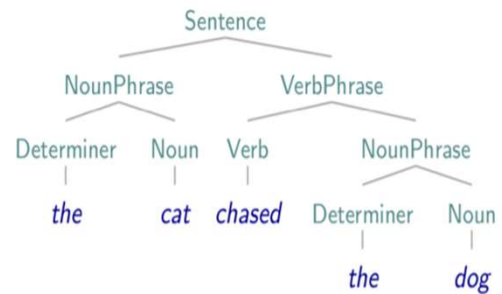 Sentence
NounPhrase VerbPhrase
Determiner Noun Verb NounPhrase
the cat chased Determiner Noun
the dog